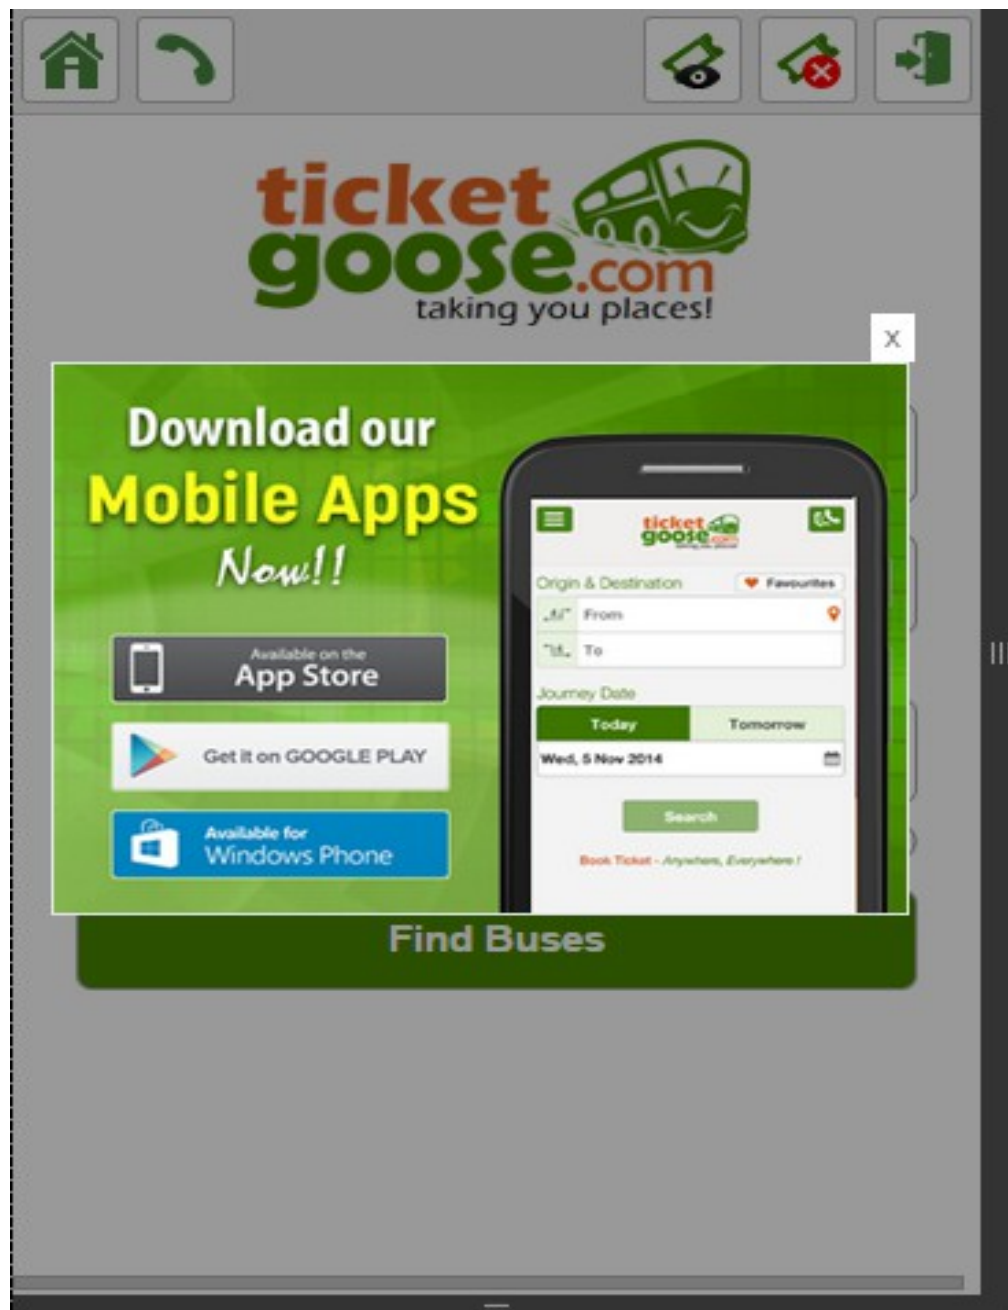 ticket
goose.com
taking you places!
X
Download our
Mobile Apps
Now!!
Available on the
App Store
Get it on GOOGLE PLAY
Available for
Windows Phone
ticket
goose.com
Origin & Destination
Favourites
From
To
Journey Date
Today
Tomorrow
Wed, 5 Nov 2014
Search
Book Ticket - Anywhere, Everywhere !
Find Buses